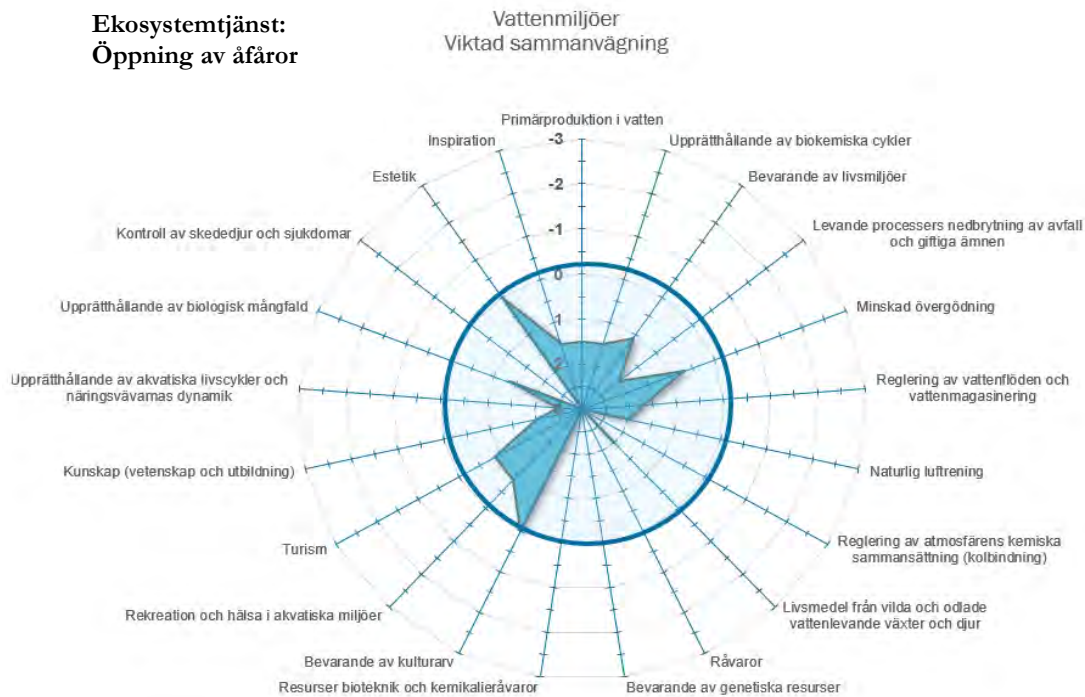 Ekosystemtjänst:
Öppning av åfåror
Vattenmiljöer
Viktad sammanvägning
Primärproduktion i vatten
Upprätthållande av biokemiska cykler
Bevarande av livsmiljöer
Levande processers nedbrytning av avfall
och giftiga ämnen
Minskad övergödning
Reglering av vattenflöden och
vattenmagasinering
Naturlig luftrening
Reglering av atmosfärens kemiska
sammansättning (kolbindning)
Livsmedel från vilda och odlade
vattenlevande växter och djur
Råvaror
Bevarande av genetiska resurser
Resurser bioteknik och kemikalieråvaror
Bevarande av kulturarv
Rekreation och hälsa i akvatiska miljöer
Turism
Kunskap (vetenskap och utbildning)
Upprätthållande av akvatiska livscykler och
näringsvävarnas dynamik
Upprätthållande av biologisk mångfald
Kontroll av skededjur och sjukdomar
Estetik
Inspiration
-3
-2
-1
0
1
2